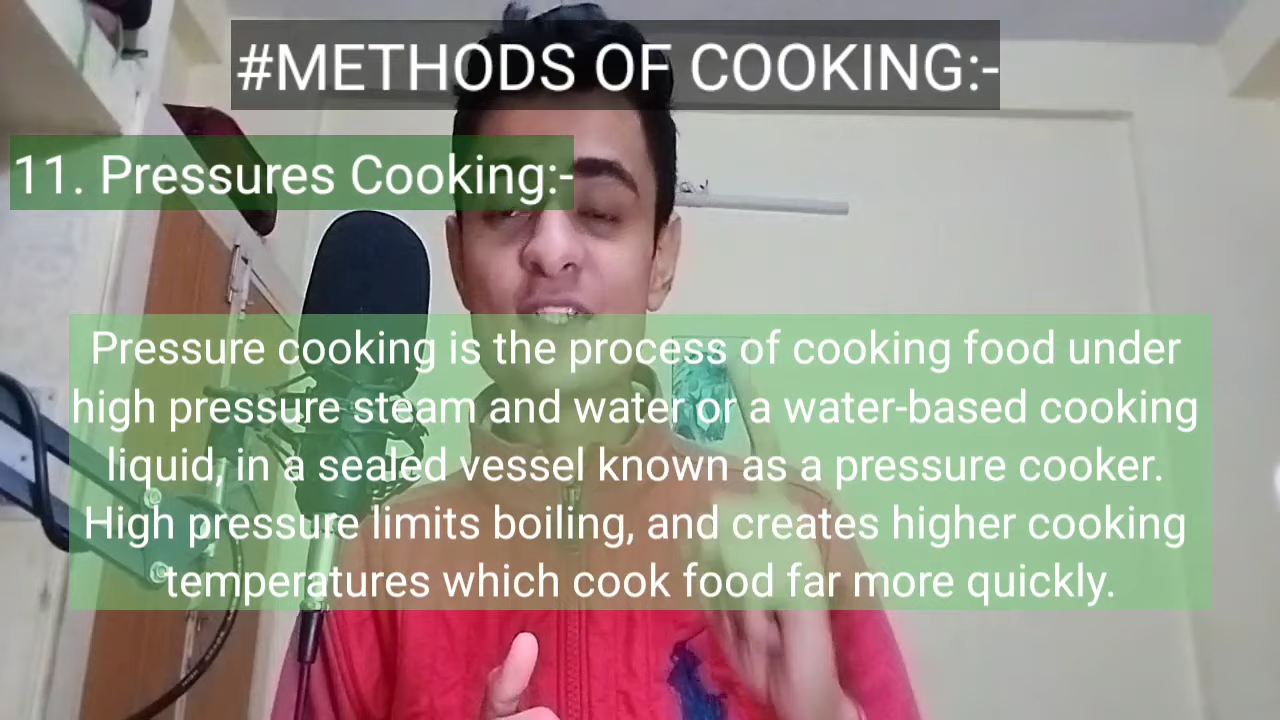 #METHODS OF COOKING:-
11. Pressures Cooking:-
Pressure cooking is the process of cooking food under
high pressure steam and water or a water-based cooking
liquid, in a sealed vessel known as a pressure cooker.
High pressure limits boiling, and creates higher cooking
temperatures which cook food far more quickly.